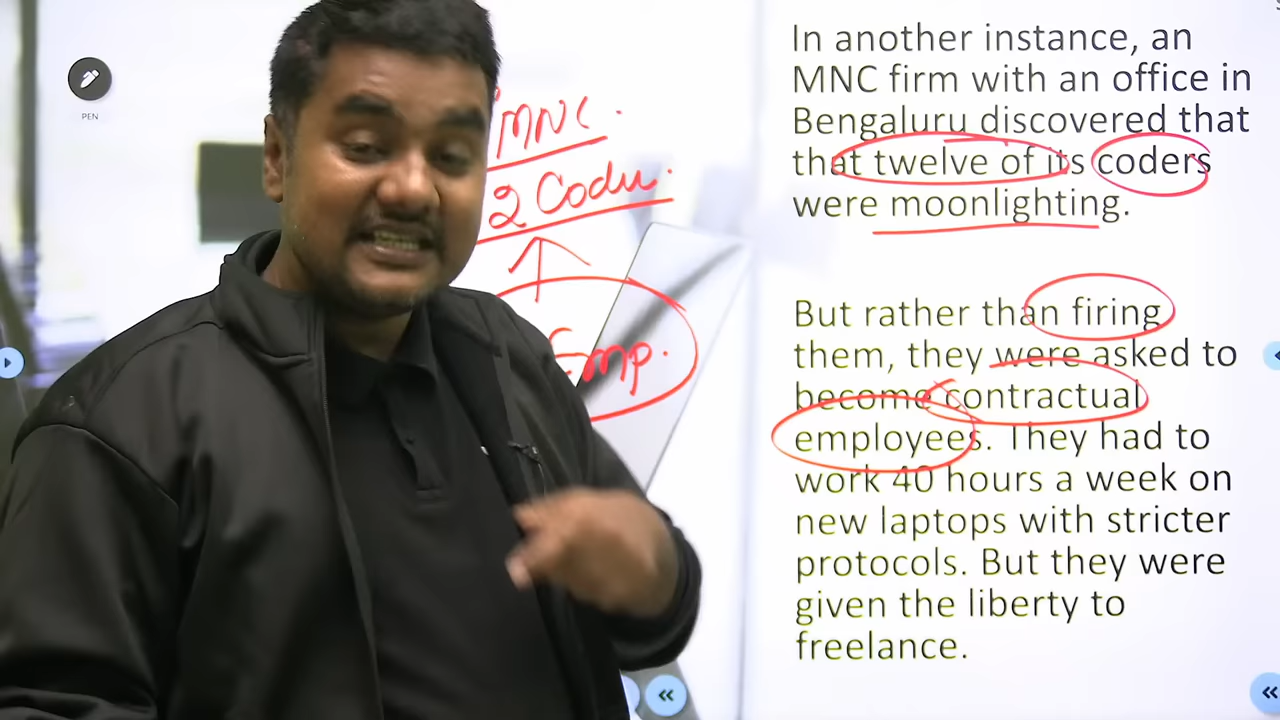 PEN
MNC.
2 Coder.
Emp.
In another instance, an
MNC firm with an office in
Bengaluru discovered that
that twelve of its coders
were moonlighting.
But rather than firing
them, they were asked to
become contractual
employees. They had to
work 40 hours a week on
new laptops with stricter
protocols. But they were
given the liberty to
freelance.